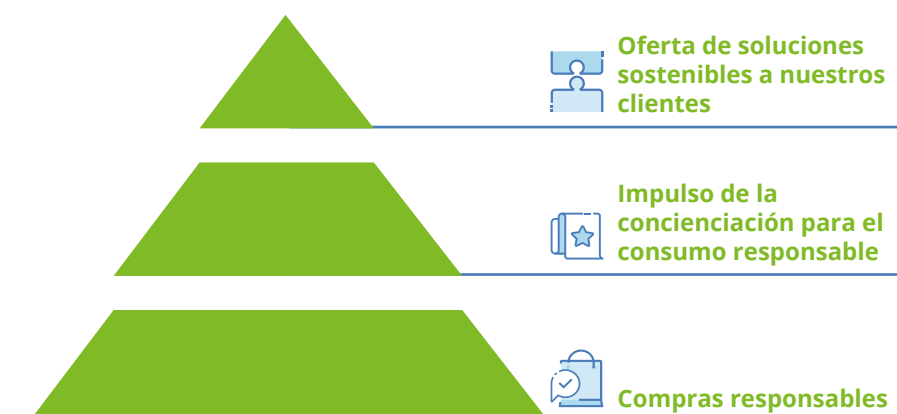 Oferta de soluciones
sostenibles a nuestros
clientes
Impulso de la
concienciación para el
consumo responsable
Compras responsables